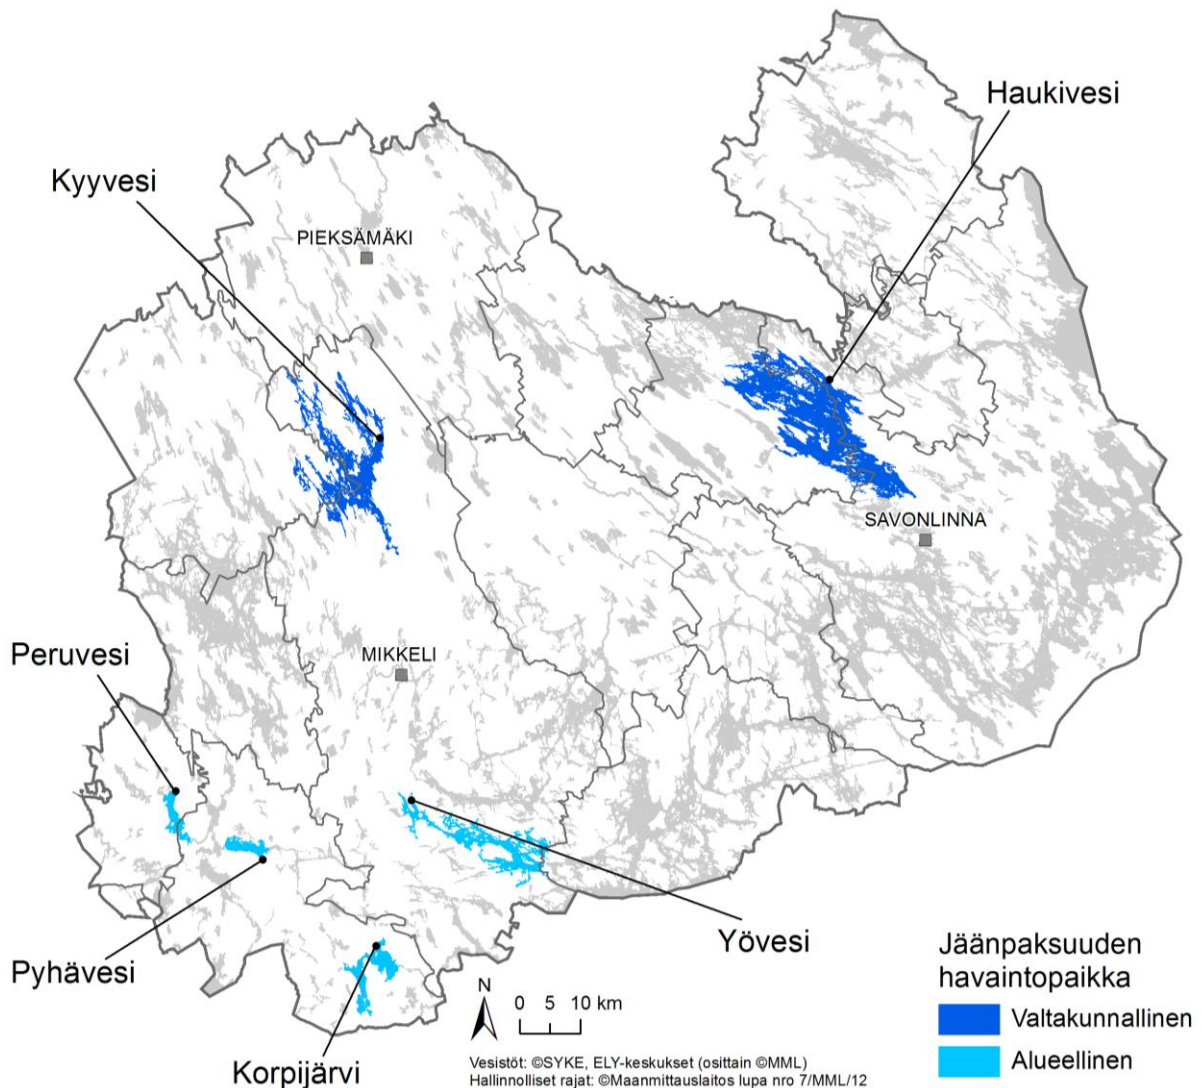 Haukivesi
Kyyvesi
PIEKSÄMÄKI
SAVONLINNA
Peruvesi
MIKKELI
Yövesi
Pyhävesi
Korpijärvi
N
0 5 10 km
Jäänpaksuuden
havaintopaikka
Valtakunnallinen
Alueellinen
Vesistöt: ©SYKE, ELY-keskukset (osittain ©MML)
Hallinnolliset rajat: ©Maanmittauslaitos lupa nro 7/MML/12